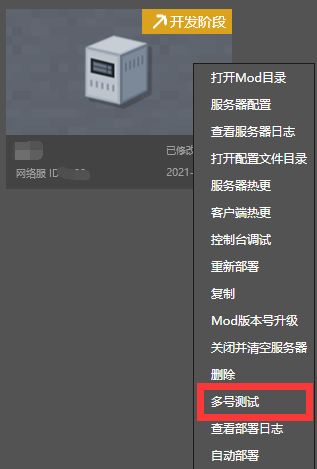 开发阶段
已修改
网络服 ID
2021-
打开Mod目录
服务器配置
查看服务器日志
打开配置文件目录
服务器热更
客户端热更
控制台调试
重新部署
复制
Mod版本号升级
关闭并清空服务器
删除
多号测试
查看部署日志
自动部署